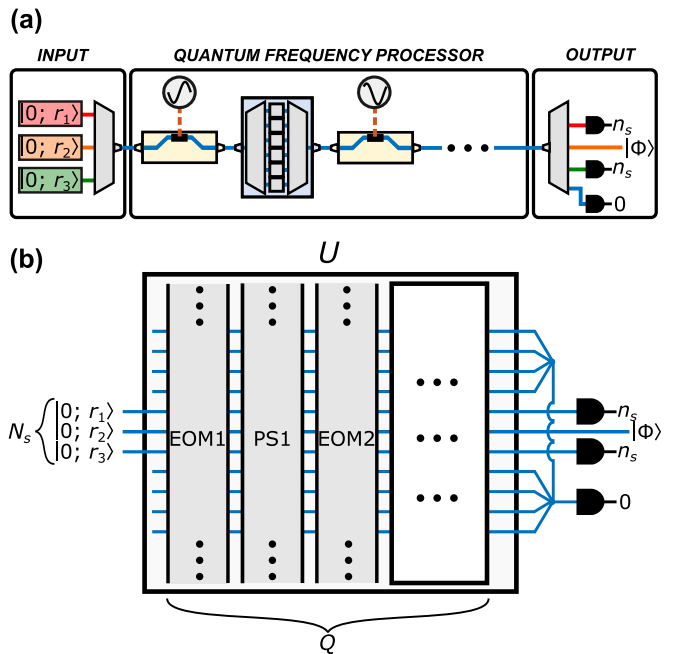 (a)
INPUT
QUANTUM FREQUENCY PROCESSOR
OUTPUT
|0; r₁⟩
|0; r₂⟩
|0; r₃⟩
nₛ
|Φ⟩
nₛ
0
(b)
U
Nₛ
|0; r₁⟩
|0; r₂⟩
|0; r₃⟩
EOM1
PS1
EOM2
nₛ
|Φ⟩
nₛ
0
Q